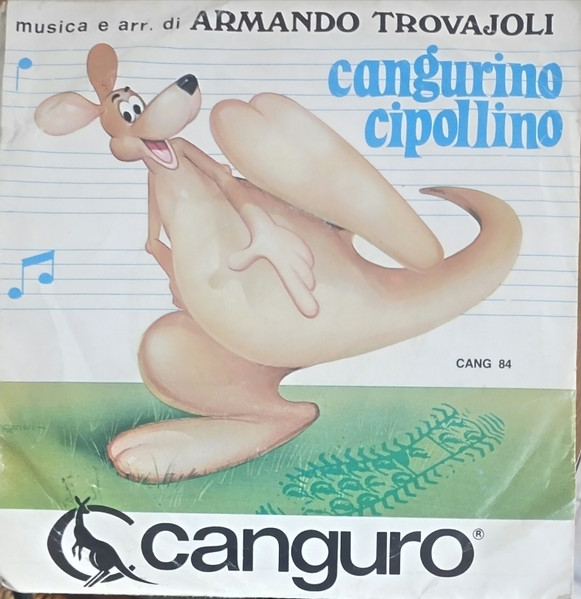 musica e arr. di ARMANDO TROVAJOLI
cangurino
cipollino
CANG 84
canguro®